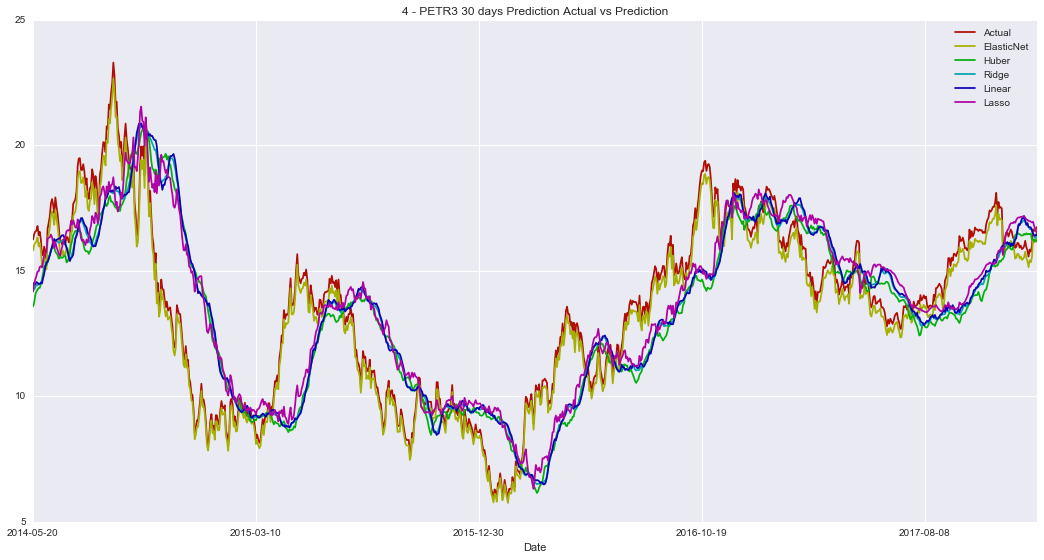 4 - PETR3 30 days Prediction Actual vs Prediction
25
20
15
10
5
Actual
ElasticNet
Huber
Ridge
Linear
Lasso
2014-05-20
2015-03-10
2015-12-30
2016-10-19
2017-08-08
Date